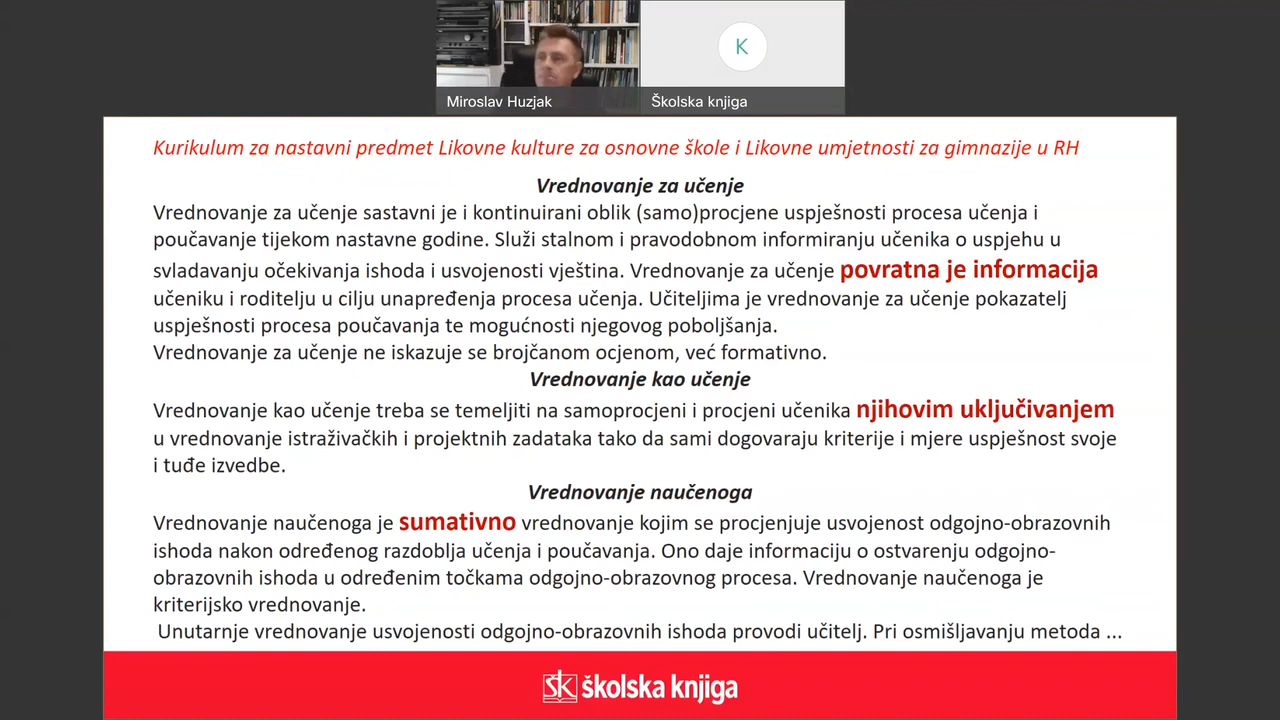 Miroslav Huzjak
K
Školska knjiga
Kurikulum za nastavni predmet Likovne kulture za osnovne škole i Likovne umjetnosti za gimnazije u RH
Vrednovanje za učenje
Vrednovanje za učenje sastavni je i kontinuirani oblik (samo)procjene uspješnosti procesa učenja i
poučavanje tijekom nastavne godine. Služi stalnom i pravodobnom informiranju učenika o uspjehu u
svladavanju očekivanja ishoda i usvojenosti vještina. Vrednovanje za učenje povratna je informacija
učeniku i roditelju u cilju unapređenja procesa učenja. Učiteljima je vrednovanje za učenje pokazatelj
uspješnosti procesa poučavanja te mogućnosti njegovog poboljšanja.
Vrednovanje za učenje ne iskazuje se brojčanom ocjenom, već formativno.
Vrednovanje kao učenje
Vrednovanje kao učenje treba se temeljiti na samoprocjeni i procjeni učenika njihovim uključivanjem
u vrednovanje istraživačkih i projektnih zadataka tako da sami dogovaraju kriterije i mjere uspješnost svoje
i tuđe izvedbe.
Vrednovanje naučenoga
Vrednovanje naučenoga je sumativno vrednovanje kojim se procjenjuje usvojenost odgojno-obrazovnih
ishoda nakon određenog razdoblja učenja i poučavanja. Ono daje informaciju o ostvarenju odgojno-
obrazovnih ishoda u određenim točkama odgojno-obrazovnog procesa. Vrednovanje naučenoga je
kriterijsko vrednovanje.
Unutarnje vrednovanje usvojenosti odgojno-obrazovnih ishoda provodi učitelj. Pri osmišljavanju metoda ...
šk školska knjiga